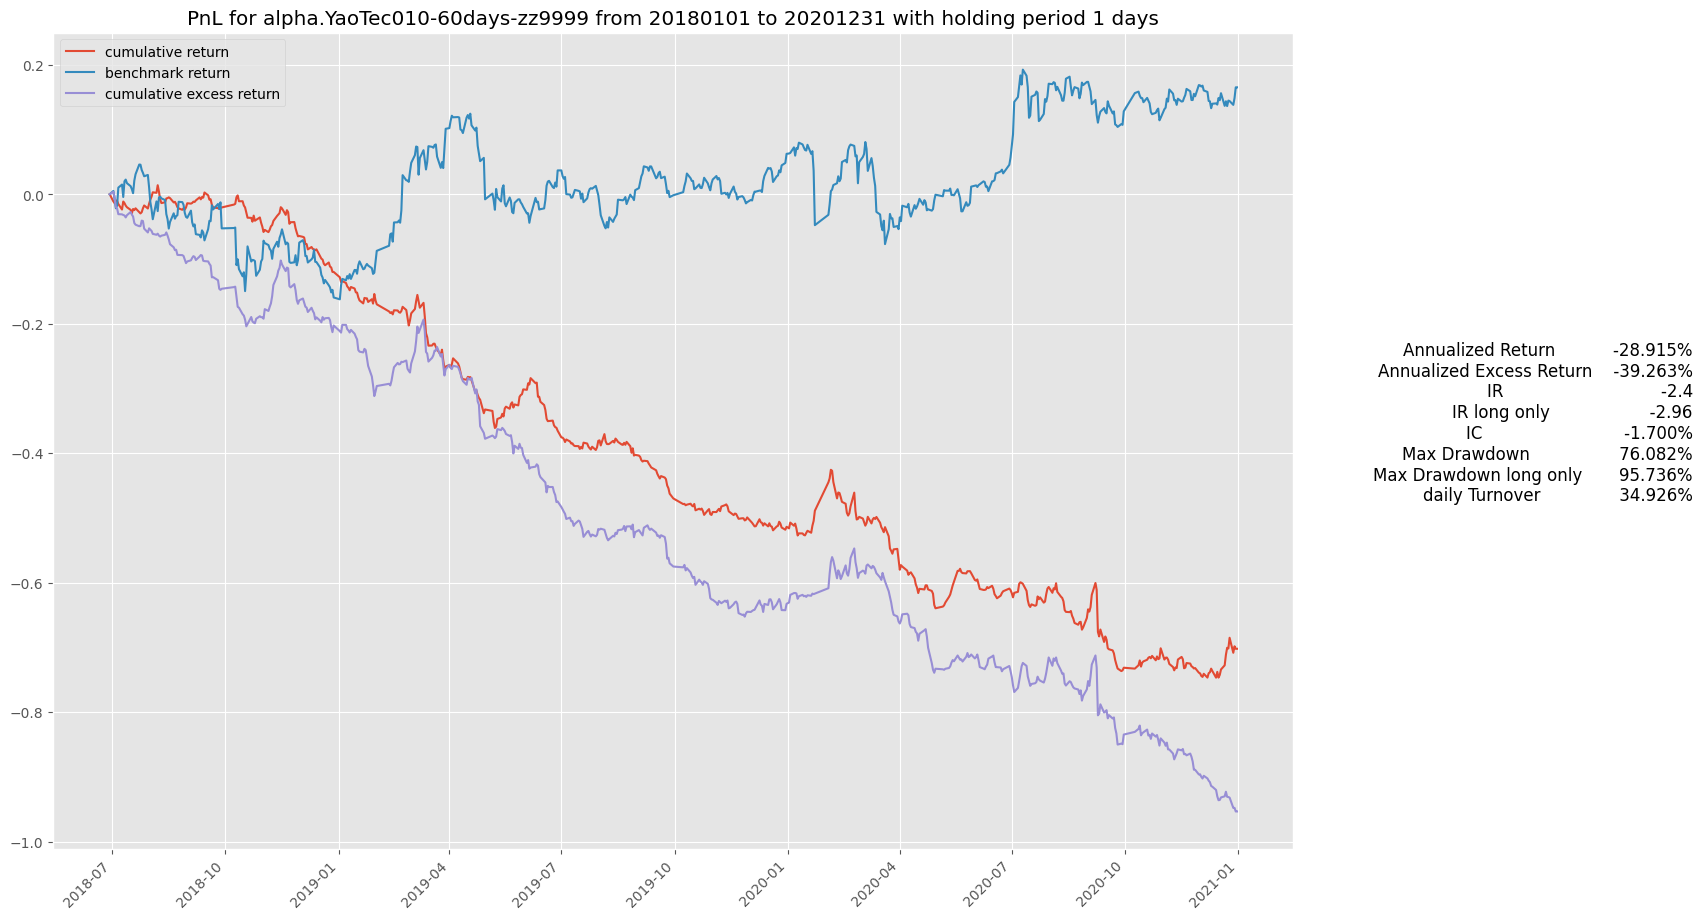 PnL for alpha.YaoTec010-60days-zz9999 from 20180101 to 20201231 with holding period 1 days
cumulative return
benchmark return
cumulative excess return
0.2
0.0
−0.2
−0.4
−0.6
−0.8
−1.0
2018-07
2018-10
2019-01
2019-04
2019-07
2019-10
2020-01
2020-04
2020-07
2020-10
2021-01
Annualized Return -28.915%
Annualized Excess Return -39.263%
IR -2.4
IR long only -2.96
IC -1.700%
Max Drawdown 76.082%
Max Drawdown long only 95.736%
daily Turnover 34.926%